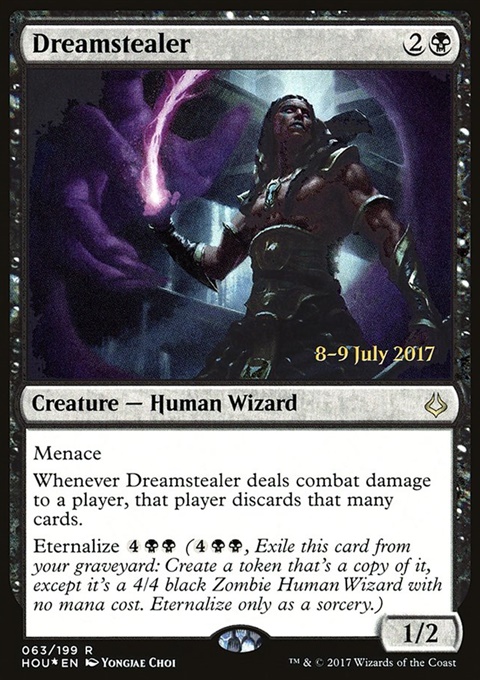 Dreamstealer 2
8-9 July 2017
Creature — Human Wizard
Menace
Whenever Dreamstealer deals combat damage
to a player, that player discards that many
cards.
Eternalize 4 (4, Exile this card from
your graveyard: Create a token that's a copy of it,
except it's a 4/4 black Zombie Human Wizard with
no mana cost. Eternalize only as a sorcery.)
1/2
063/199 R
HOU★EN Yongjae Choi
™ & © 2017 Wizards of the Coast